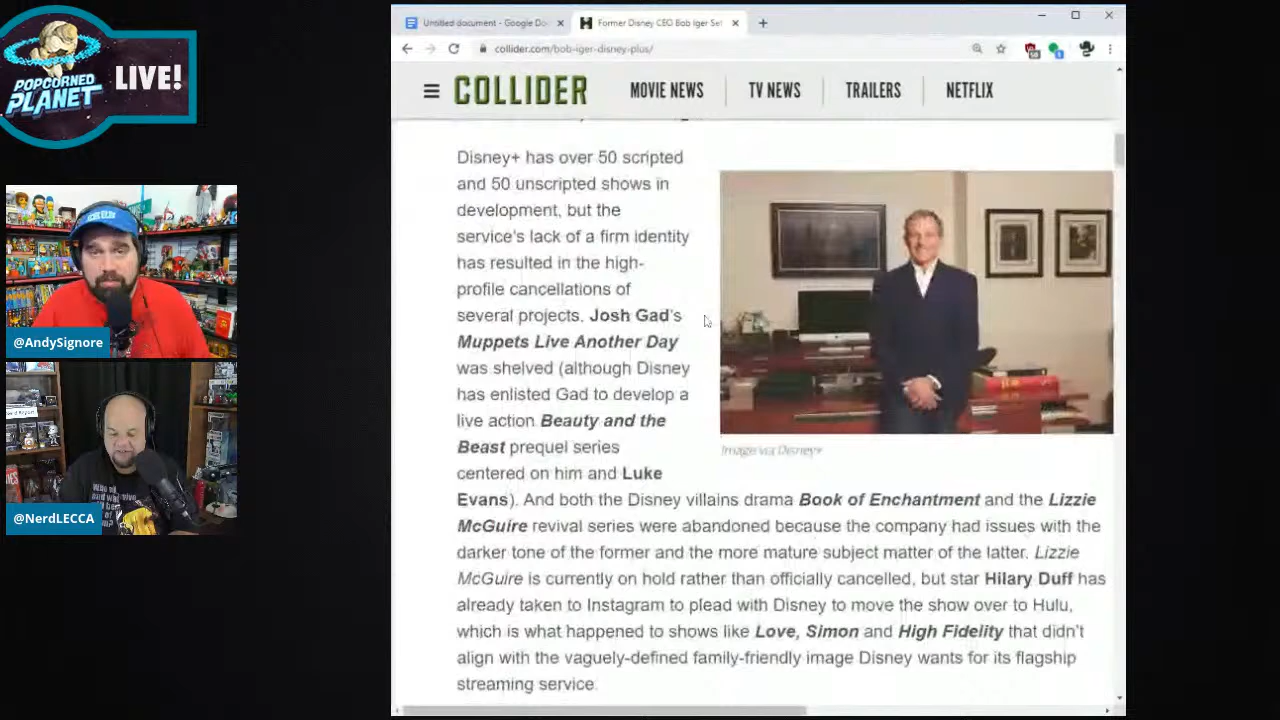 POPCORNED
PLANET
LIVE!
@AndySignore
@NerdLECCA
Untitled document - Google Do
Former Disney CEO Bob Iger Set
collider.com/bob-iger-disney-plus/
COLLIDER
MOVIE NEWS
TV NEWS
TRAILERS
NETFLIX
Disney+ has over 50 scripted
and 50 unscripted shows in
development, but the
service's lack of a firm identity
has resulted in the high-
profile cancellations of
several projects. Josh Gad's
Muppets Live Another Day
was shelved (although Disney
has enlisted Gad to develop a
live action Beauty and the
Beast prequel series
centered on him and Luke
Evans). And both the Disney villains drama Book of Enchantment and the Lizzie
McGuire revival series were abandoned because the company had issues with the
darker tone of the former and the more mature subject matter of the latter. Lizzie
McGuire is currently on hold rather than officially cancelled, but star Hilary Duff has
already taken to Instagram to plead with Disney to move the show over to Hulu,
which is what happened to shows like Love, Simon and High Fidelity that didn't
align with the vaguely-defined family-friendly image Disney wants for its flagship
streaming service.
Image via Disney+